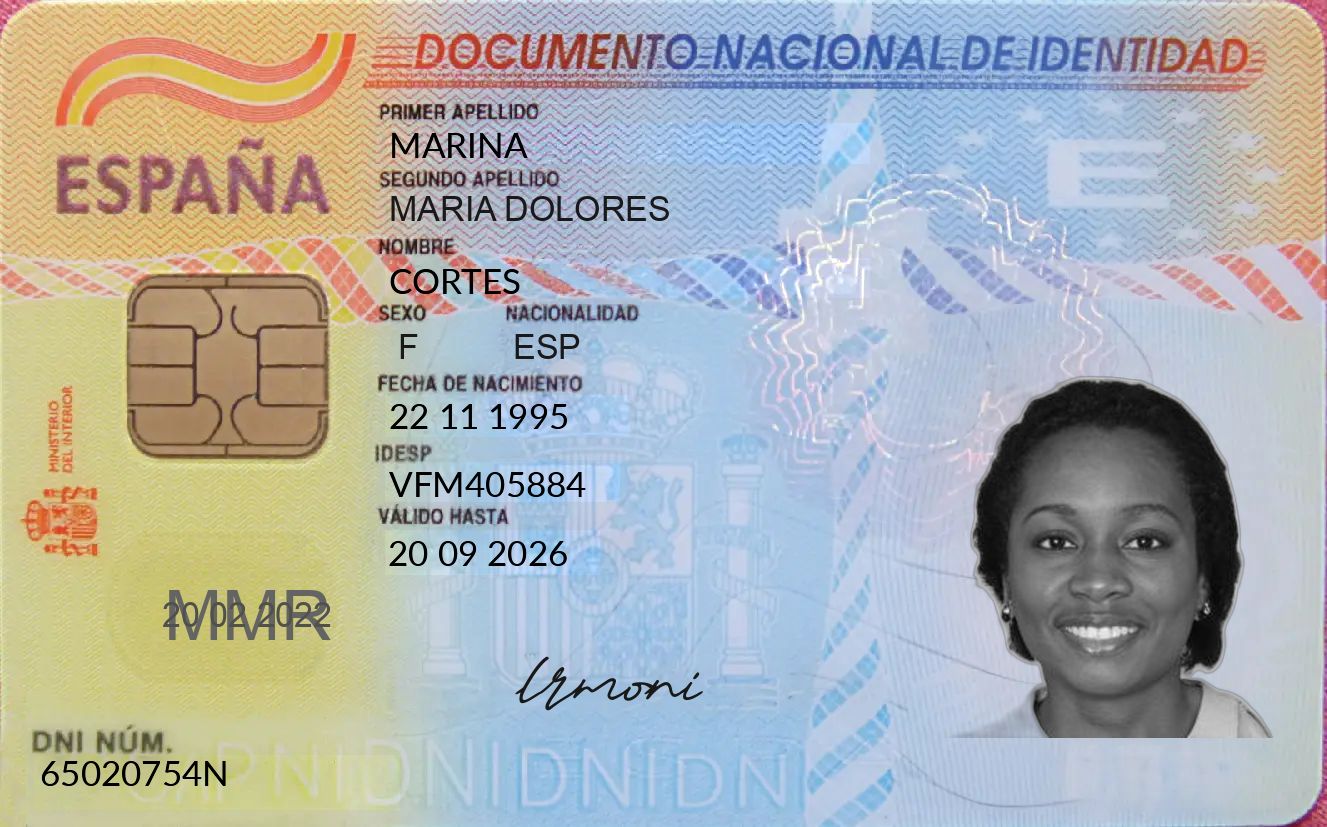 DOCUMENTO NACIONAL DE IDENTIDAD
ESPAÑA
PRIMER APELLIDO
MARINA
SEGUNDO APELLIDO
MARIA DOLORES
NOMBRE
CORTES
SEXO NACIONALIDAD
F ESP
FECHA DE NACIMIENTO
22 11 1995
IDESP
VFM405884
VÁLIDO HASTA
20 09 2026
MINISTERIO
DEL INTERIOR
E
MMR
20 02 2022
DNI NÚM.
65020754N